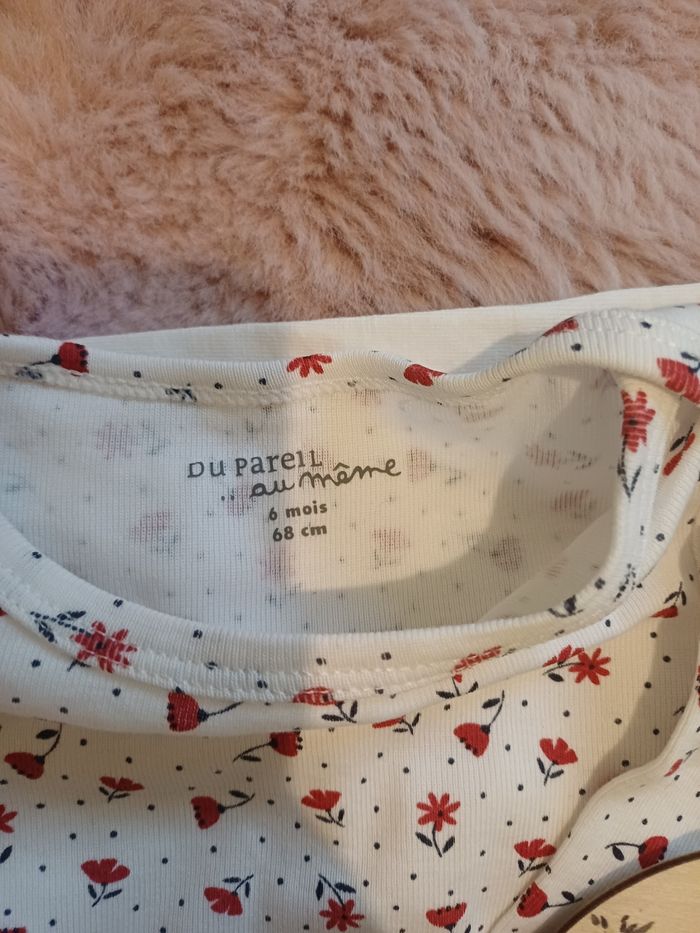 Du Pareil
.. au même
6 mois
68 cm